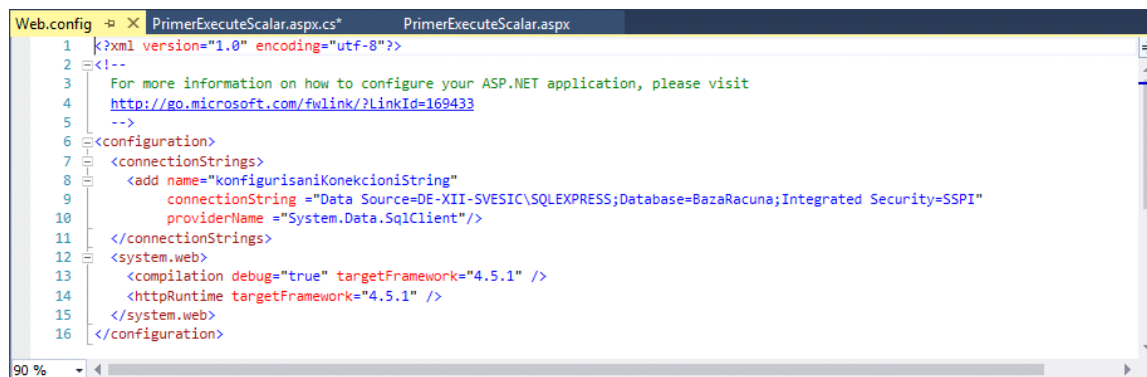 Web.config PrimerExecuteScalar.aspx.cs* PrimerExecuteScalar.aspx
1 <?xml version="1.0" encoding="utf-8"?>
2 <!--
3 For more information on how to configure your ASP.NET application, please visit
4 http://go.microsoft.com/fwlink/?LinkId=169433
5 -->
6 <configuration>
7 <connectionStrings>
8 <add name="konfigurisaniKonekcioniString"
9 connectionString ="Data Source=DE-XII-SVESIC\SQLEXPRESS;Database=BazaRacuna;Integrated Security=SSPI"
10 providerName ="System.Data.SqlClient"/>
11 </connectionStrings>
12 <system.web>
13 <compilation debug="true" targetFramework="4.5.1" />
14 <httpRuntime targetFramework="4.5.1" />
15 </system.web>
16 </configuration>
90 %